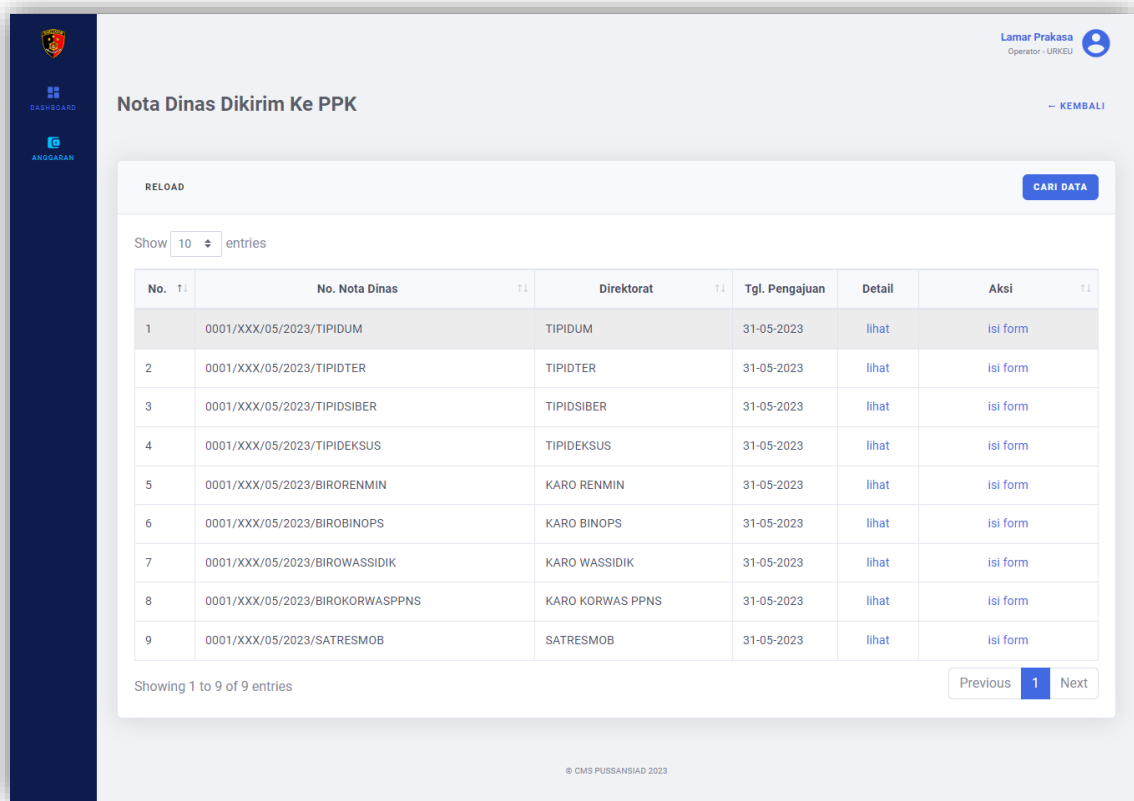 Lamar Prakasa
Operator - URKEU
DASHBOARD
ANGGARAN
Nota Dinas Dikirim Ke PPK
← KEMBALI
RELOAD
CARI DATA
Show 10 entries
No. ↑↓ No. Nota Dinas ↑↓ Direktorat ↑↓ Tgl. Pengajuan Detail Aksi ↑↓
1 0001/XXX/05/2023/TIPIDUM TIPIDUM 31-05-2023 lihat isi form
2 0001/XXX/05/2023/TIPIDTER TIPIDTER 31-05-2023 lihat isi form
3 0001/XXX/05/2023/TIPIDSIBER TIPIDSIBER 31-05-2023 lihat isi form
4 0001/XXX/05/2023/TIPIDEKSUS TIPIDEKSUS 31-05-2023 lihat isi form
5 0001/XXX/05/2023/BIRORENMIN KARO RENMIN 31-05-2023 lihat isi form
6 0001/XXX/05/2023/BIROBINOPS KARO BINOPS 31-05-2023 lihat isi form
7 0001/XXX/05/2023/BIROWASSIDIK KARO WASSIDIK 31-05-2023 lihat isi form
8 0001/XXX/05/2023/BIROKORWASPPNS KARO KORWAS PPNS 31-05-2023 lihat isi form
9 0001/XXX/05/2023/SATRESMOB SATRESMOB 31-05-2023 lihat isi form
Showing 1 to 9 of 9 entries
Previous 1 Next
© CMS PUSSANSIAD 2023